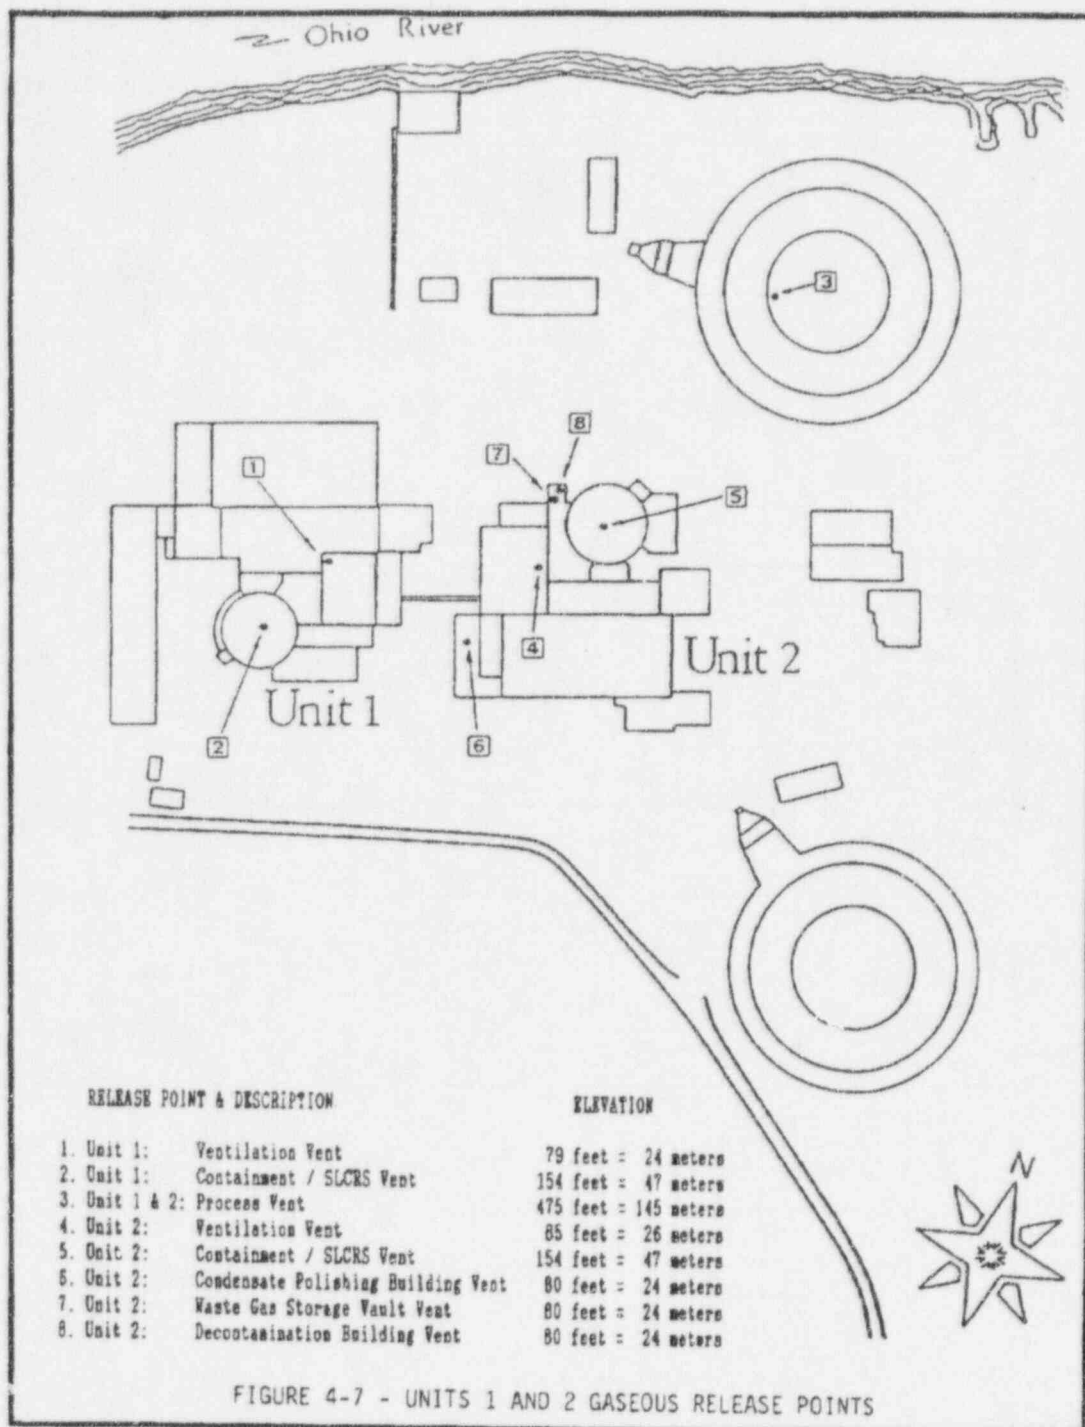 Ohio River
3
8
7
1
5
4
Unit 2
Unit 1
6
2
RELEASE POINT & DESCRIPTION ELEVATION
1. Unit 1: Ventilation Vent 79 feet = 24 meters
2. Unit 1: Containment / SLCRS Vent 154 feet = 47 meters
3. Unit 1 & 2: Process Vent 475 feet = 145 meters
4. Unit 2: Ventilation Vent 85 feet = 26 meters
5. Unit 2: Containment / SLCRS Vent 154 feet = 47 meters
6. Unit 2: Condensate Polishing Building Vent 80 feet = 24 meters
7. Unit 2: Waste Gas Storage Vault Vent 80 feet = 24 meters
8. Unit 2: Decontamination Building Vent 80 feet = 24 meters
N
FIGURE 4-7 - UNITS 1 AND 2 GASEOUS RELEASE POINTS